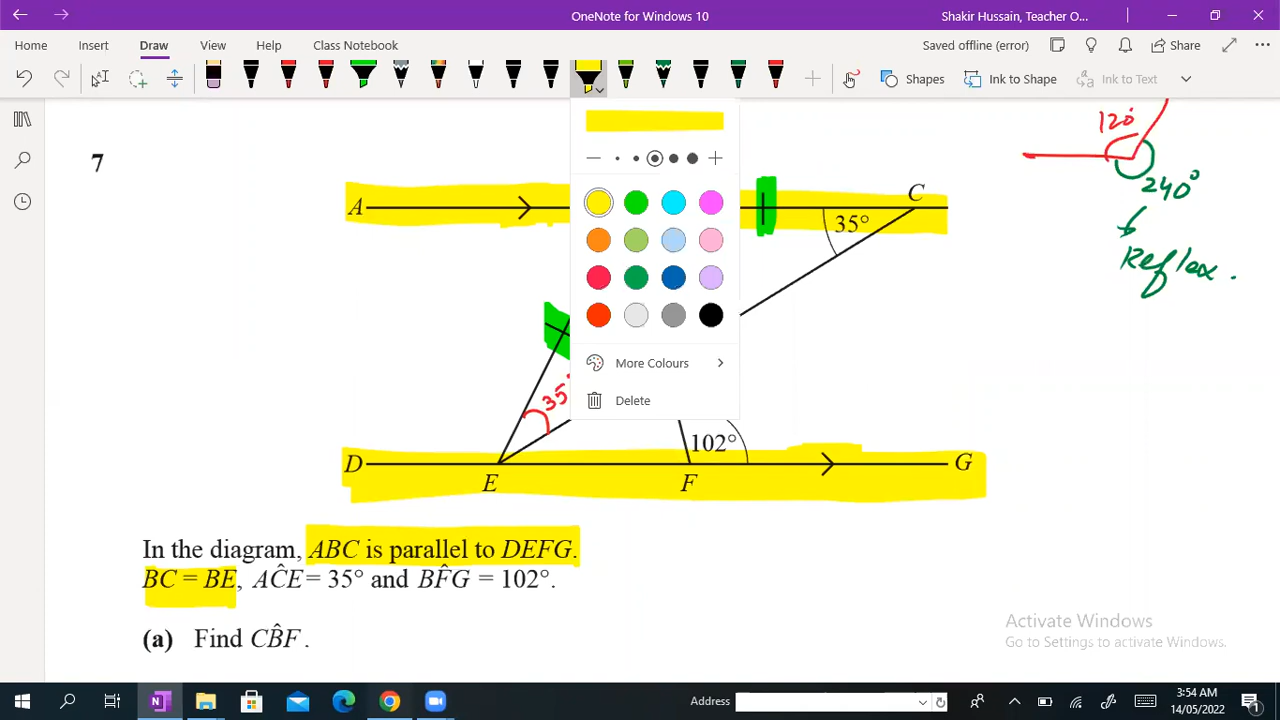 OneNote for Windows 10
Shakir Hussain, Teacher O...
Home Insert Draw View Help Class Notebook
Saved offline (error) Share
Shapes Ink to Shape Ink to Text
7
120°
240°
Reflex.
A C
35°
More Colours
Delete
35°
102°
D G
E F
In the diagram, ABC is parallel to DEFG.
BC = BE, AĈE = 35° and BF̂G = 102°.
(a) Find CB̂F .
Activate Windows
Go to Settings to activate Windows.
Address
3:54 AM
14/05/2022
1